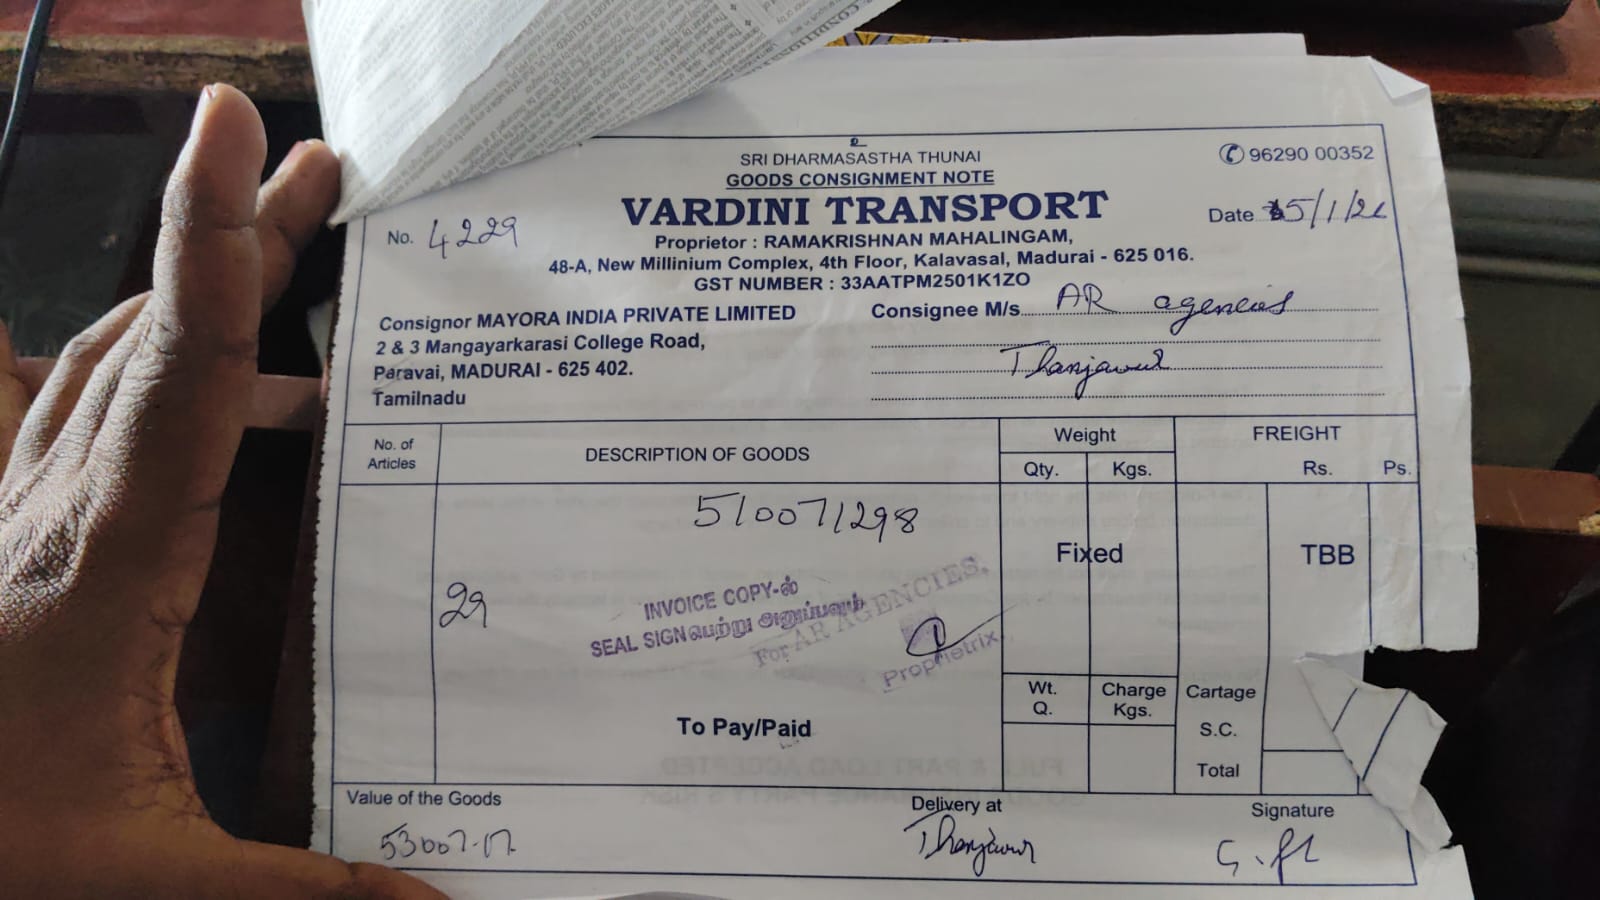 உ
SRI DHARMASASTHA THUNAI
GOODS CONSIGNMENT NOTE
✆ 96290 00352
VARDINI TRANSPORT
No. 4229
Date 5/1/26
Proprietor : RAMAKRISHNAN MAHALINGAM,
48-A, New Millinium Complex, 4th Floor, Kalavasal, Madurai - 625 016.
GST NUMBER : 33AATPM2501K1ZO
Consignor MAYORA INDIA PRIVATE LIMITED
2 & 3 Mangayarkarasi College Road,
Paravai, MADURAI - 625 402.
Tamilnadu
Consignee M/s. AR agencies
Thanjavur
No. of Articles
DESCRIPTION OF GOODS
Weight
Qty. Kgs.
FREIGHT
Rs. Ps.
510071298
29
Fixed
TBB
INVOICE COPY-ல்
SEAL SIGN பெற்று அனுப்பவும்
For AR AGENCIES,
Proprietrix.
To Pay/Paid
Wt. Q.
Charge Kgs.
Cartage
S.C.
Total
Value of the Goods
53007.17
Delivery at
Thanjavur
Signature